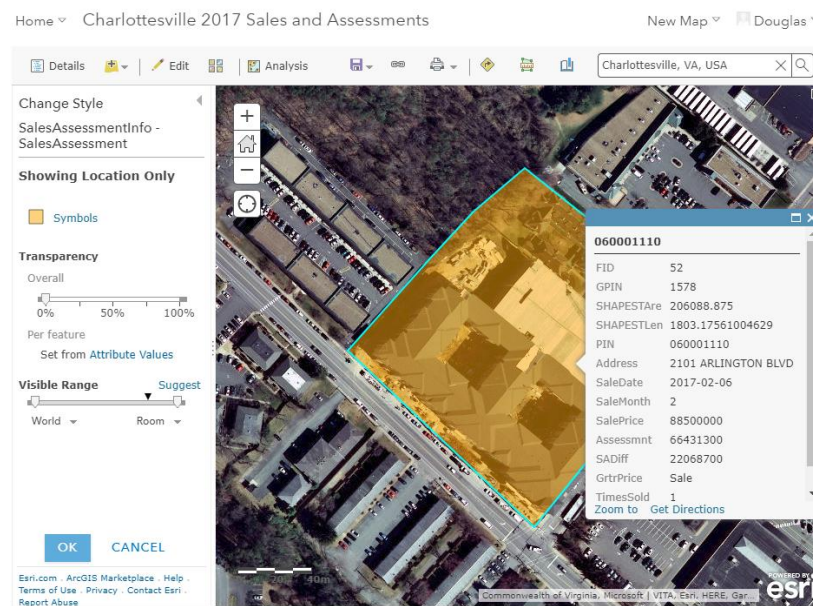 Home Charlottesville 2017 Sales and Assessments New Map Douglas
Details Edit Analysis Charlottesville, VA, USA
Change Style
SalesAssessmentInfo -
SalesAssessment
Showing Location Only
Symbols
Transparency
Overall
0% 50% 100%
Per feature
Set from Attribute Values
Visible Range Suggest
World Room
OK CANCEL
Esri.com . ArcGIS Marketplace . Help .
Terms of Use . Privacy . Contact Esri .
Report Abuse
060001110
FID 52
GPIN 1578
SHAPESTAre 206088.875
SHAPESTLen 1803.17561004629
PIN 060001110
Address 2101 ARLINGTON BLVD
SaleDate 2017-02-06
SaleMonth 2
SalePrice 88500000
Assessmnt 66431300
SADiff 22068700
GrtrPrice Sale
TimesSold 1
Zoom to Get Directions
20 40m
Commonwealth of Virginia, Microsoft | VITA, Esri, HERE, Gar...
POWERED BY
esri